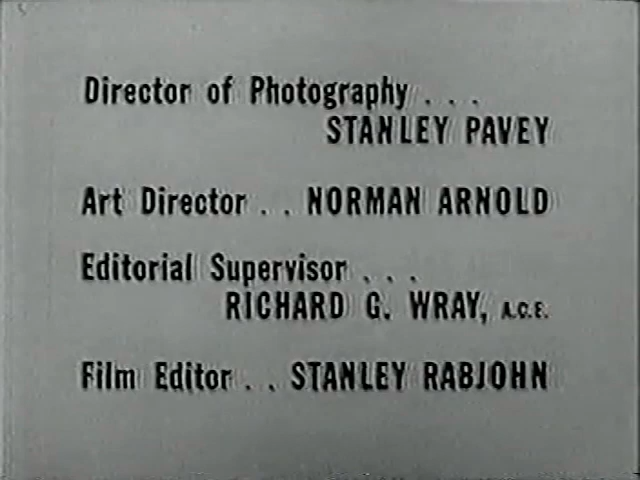 Director of Photography . . .
STANLEY PAVEY
Art Director . . NORMAN ARNOLD
Editorial Supervisor . . .
RICHARD G. WRAY, A.C.E.
Film Editor . . STANLEY RABJOHN